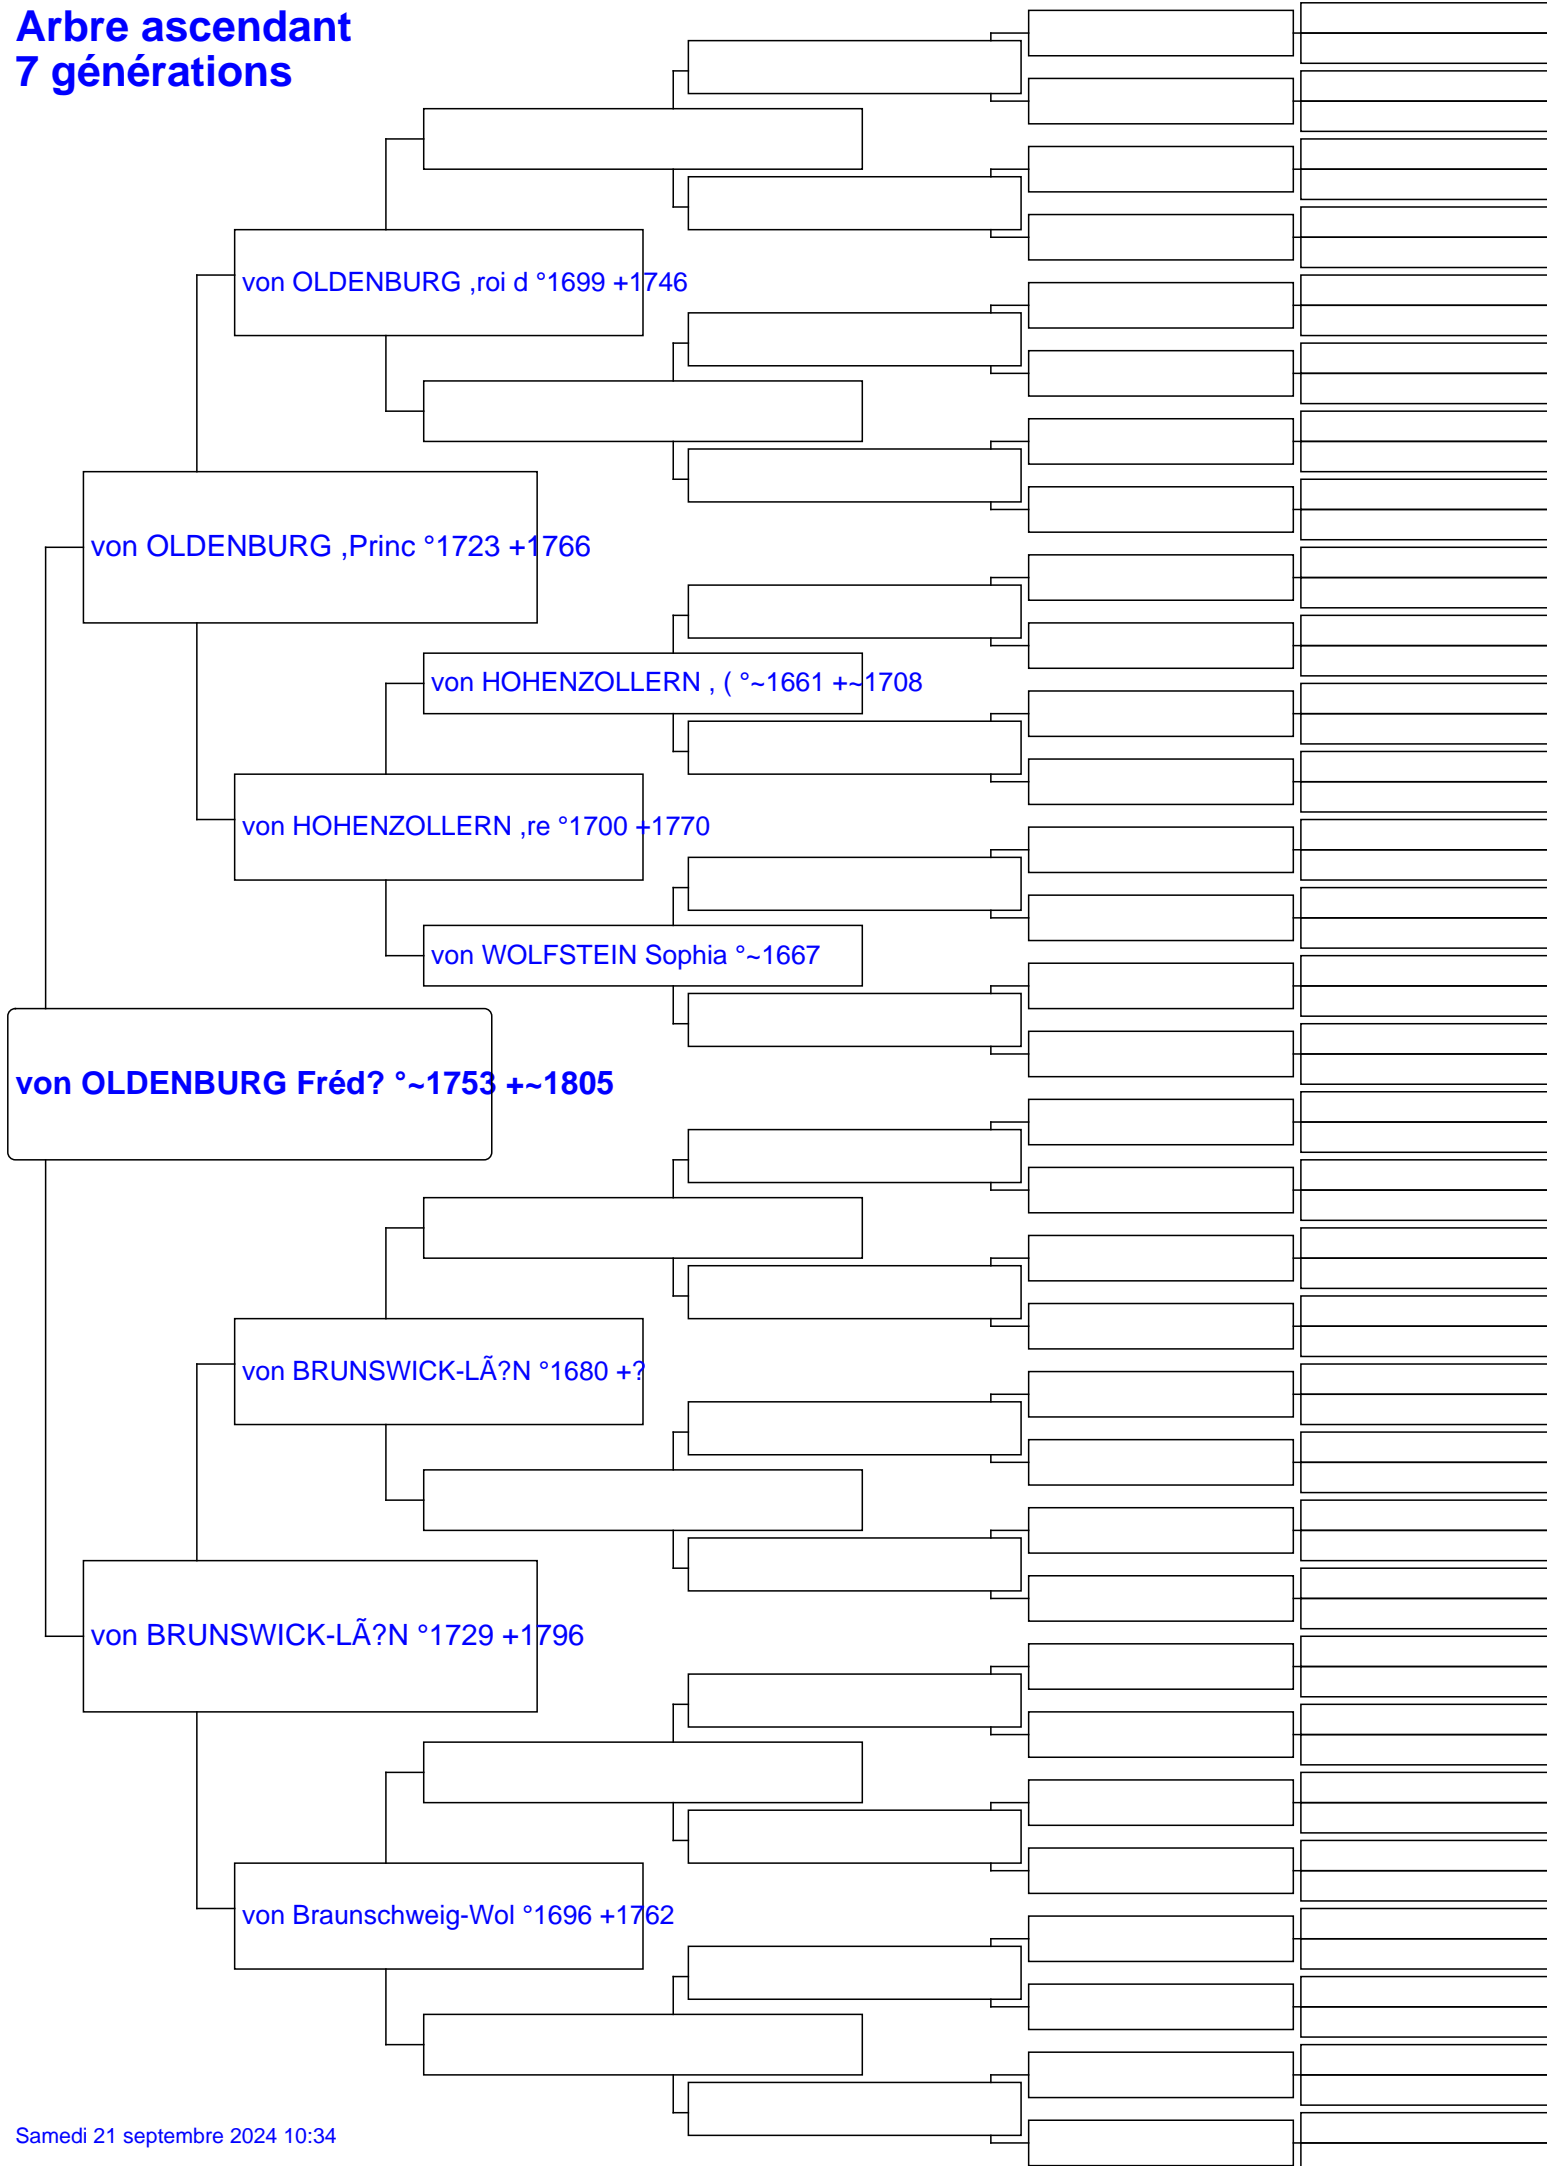 Arbre ascendant
7 générations
von OLDENBURG ,roi d °1699 +1746
von OLDENBURG ,Princ °1723 +1766
von HOHENZOLLERN , ( °~1661 +~1708
von HOHENZOLLERN ,re °1700 +1770
von WOLFSTEIN Sophia °~1667
von OLDENBURG Fréd? °~1753 +~1805
von BRUNSWICK-LÃ?N °1680 +?
von BRUNSWICK-LÃ?N °1729 +1796
von Braunschweig-Wol °1696 +1762
Samedi 21 septembre 2024 10:34